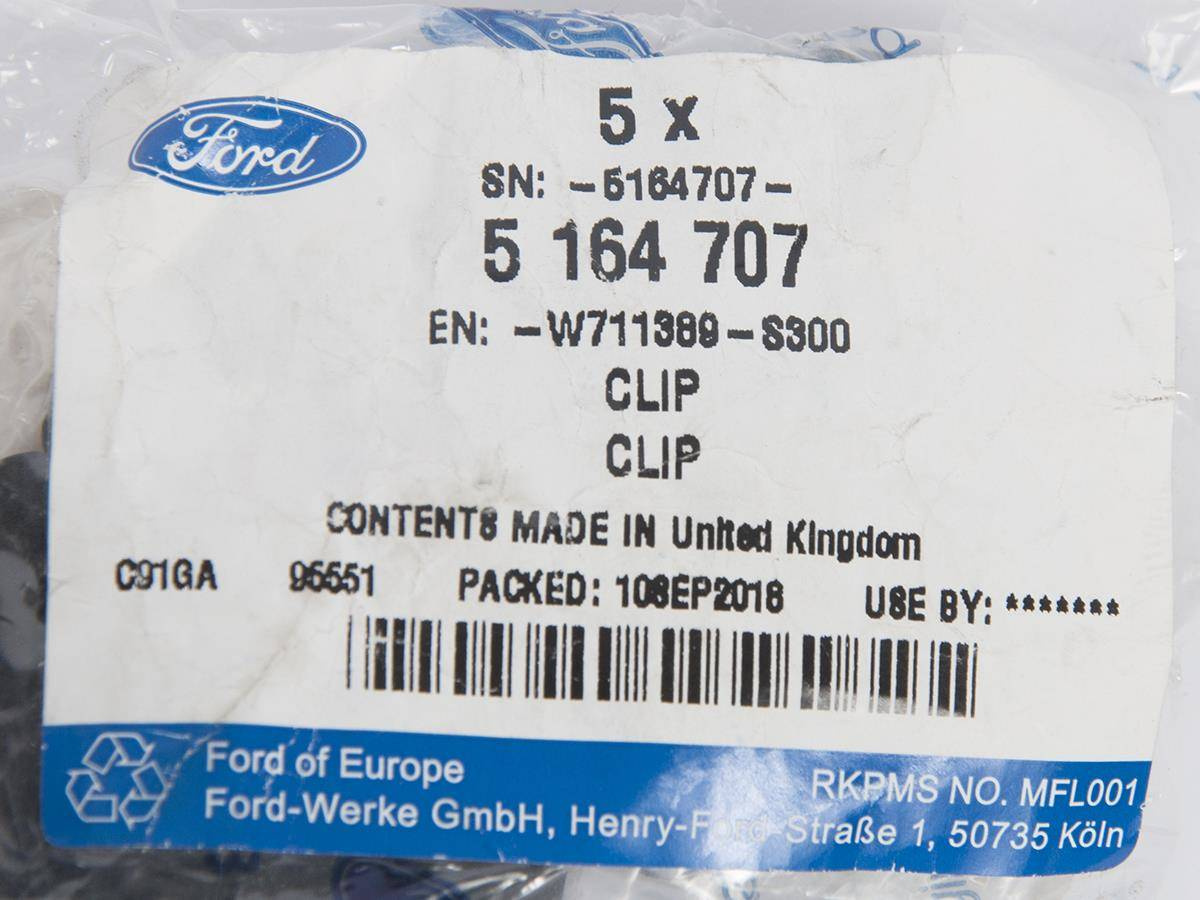 Ford
5 x
SN: -5164707-
5 164 707
EN: -W711389-S300
CLIP
CLIP
CONTENTS MADE IN United Kingdom
C91GA 95551 PACKED: 10SEP2018 USE BY: *******
Ford of Europe
RKPMS NO. MFL001
Ford-Werke GmbH, Henry-Ford-Straße 1, 50735 Köln